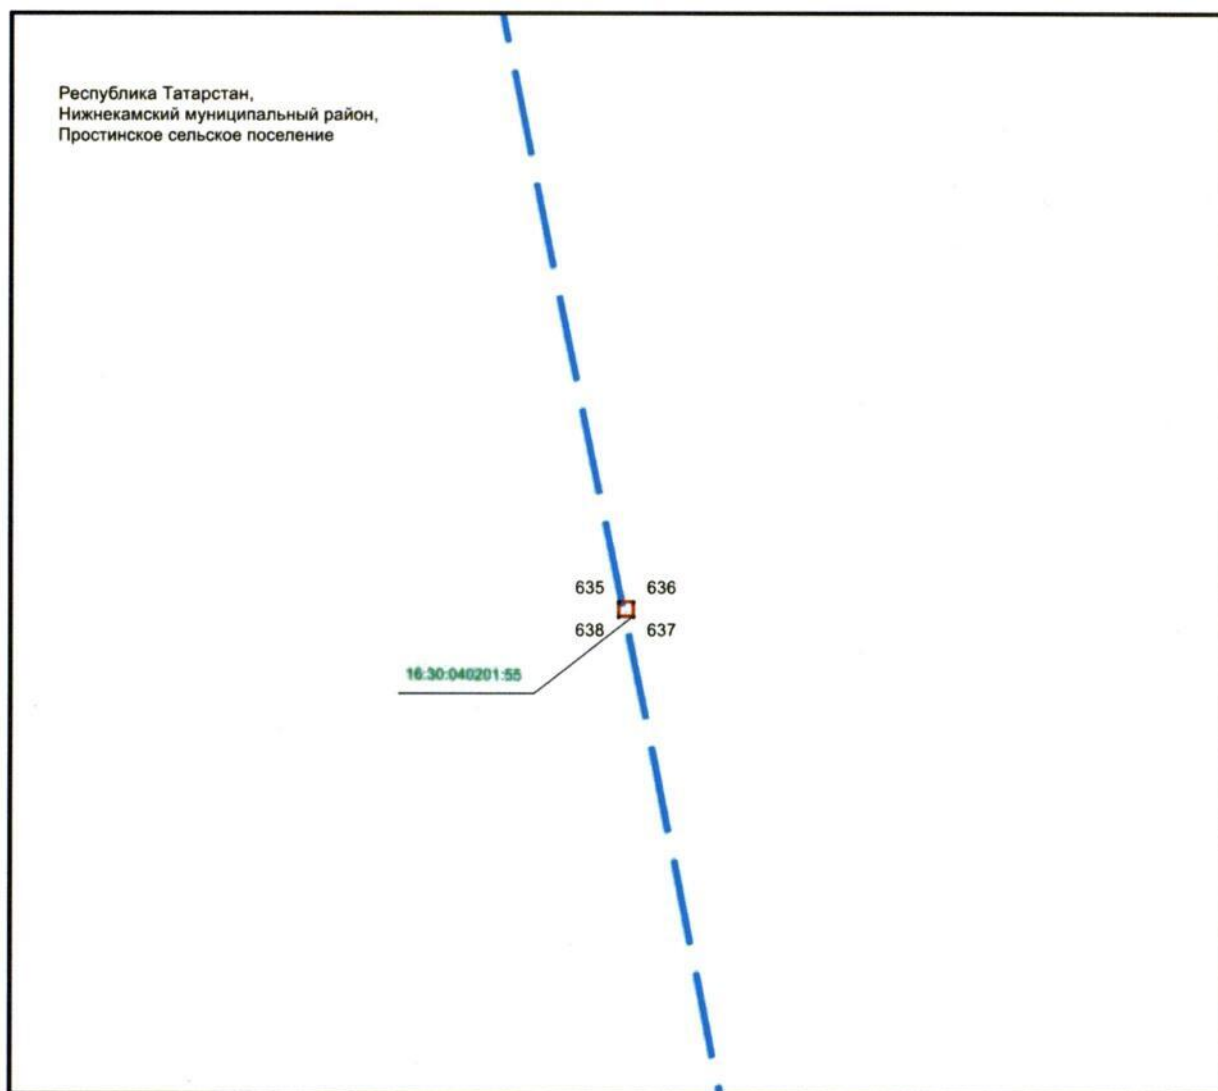 Республика Татарстан,
Нижнекамский муниципальный район,
Простинское сельское поселение
635 636
638 637
16:30:040201:55